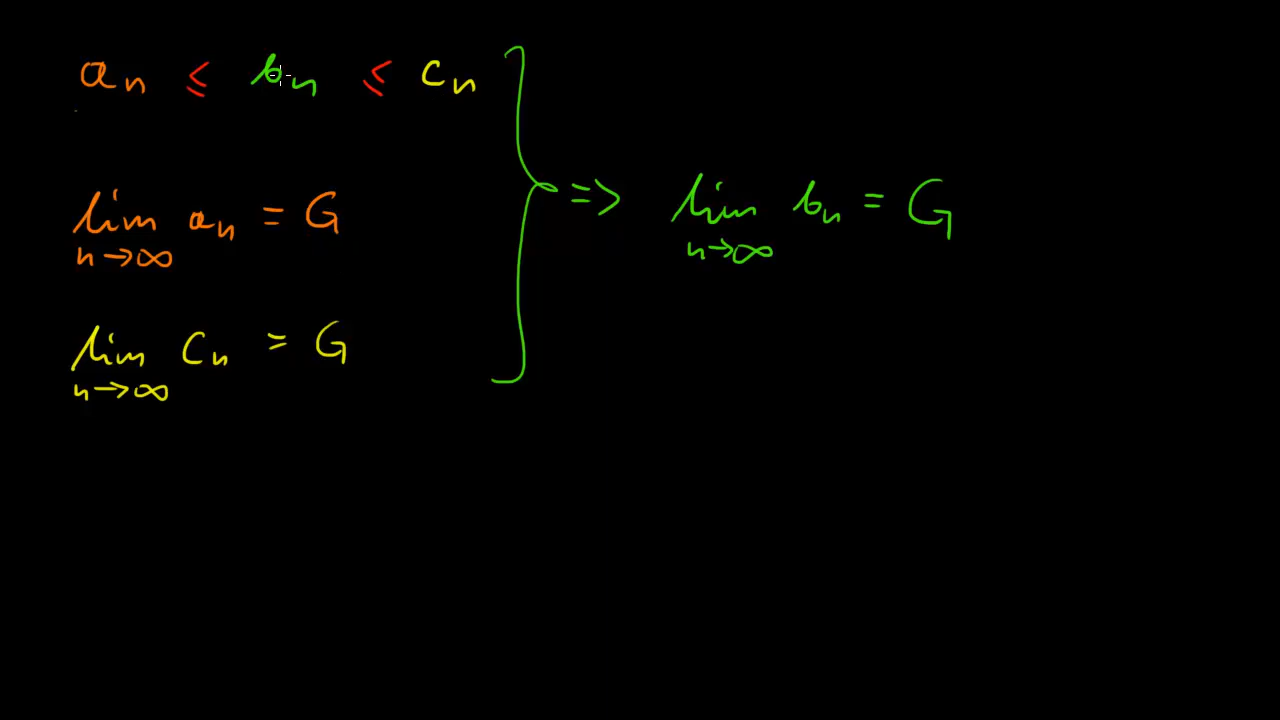 aₙ ≤ bₙ ≤ cₙ
lim aₙ = G
n→∞
=> lim bₙ = G
n→∞
lim cₙ = G
n→∞